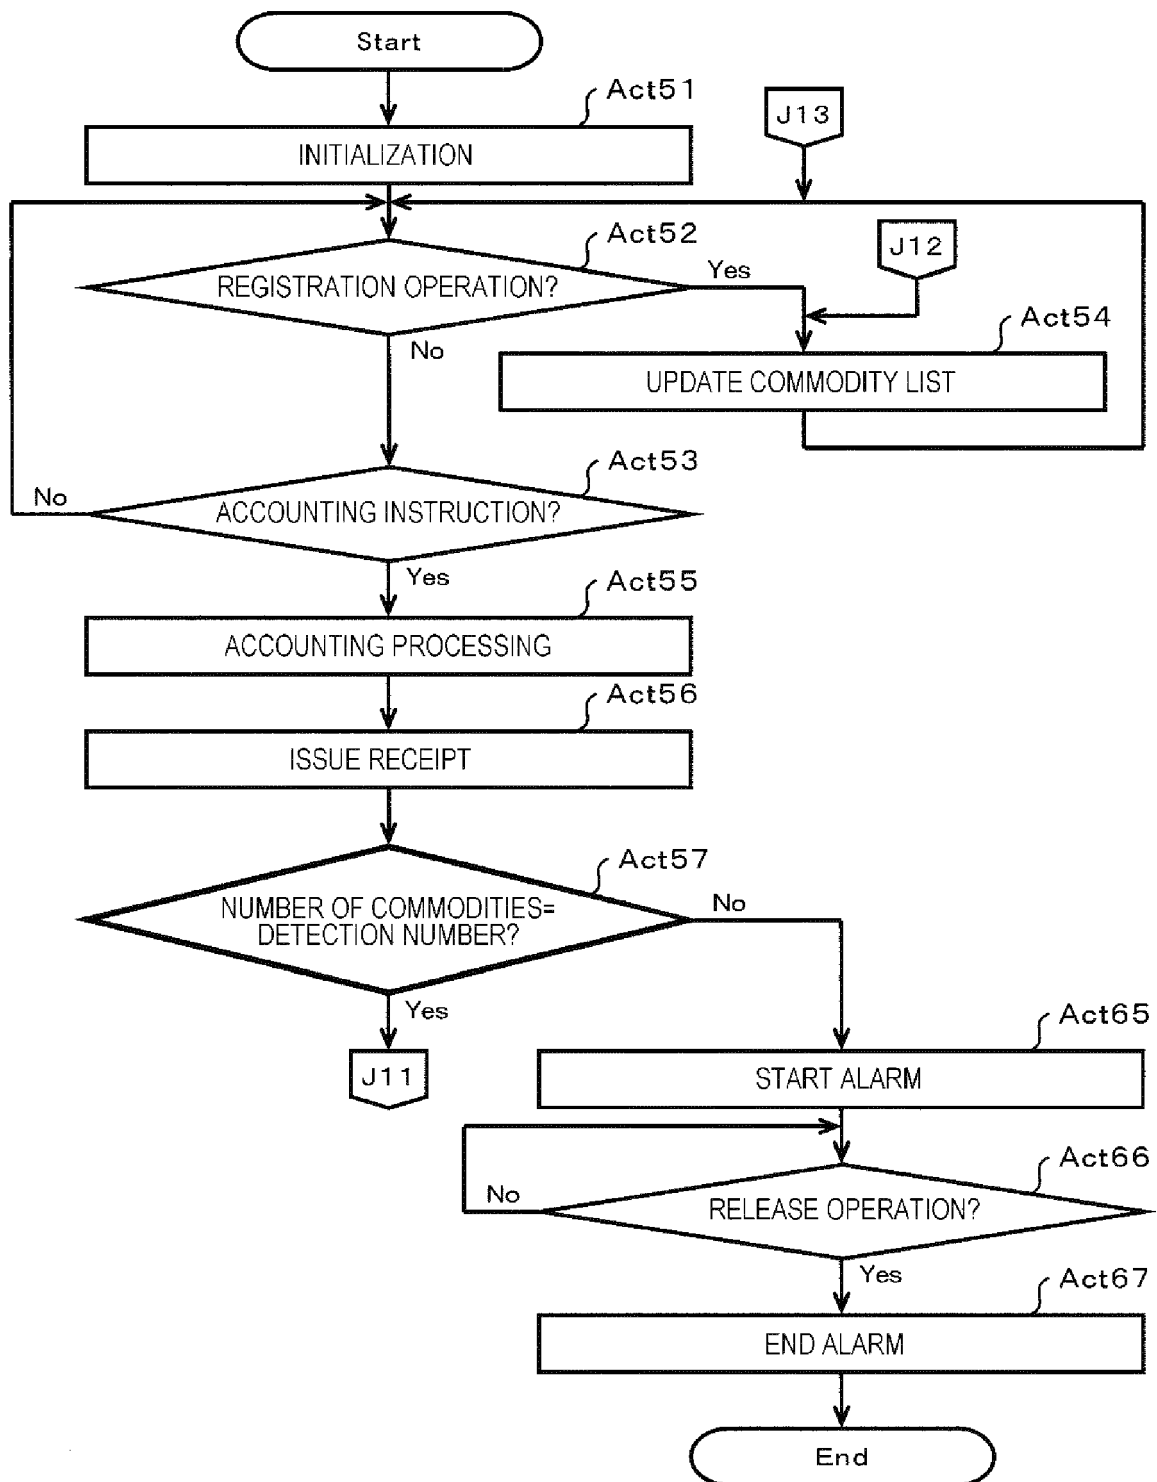 Start
Act51
J13
INITIALIZATION
Act52
J12
REGISTRATION OPERATION?
Yes
Act54
No
UPDATE COMMODITY LIST
Act53
No
ACCOUNTING INSTRUCTION?
Yes
Act55
ACCOUNTING PROCESSING
Act56
ISSUE RECEIPT
Act57
NUMBER OF COMMODITIES=
DETECTION NUMBER?
No
Yes
Act65
J11
START ALARM
Act66
No
RELEASE OPERATION?
Yes
Act67
END ALARM
End